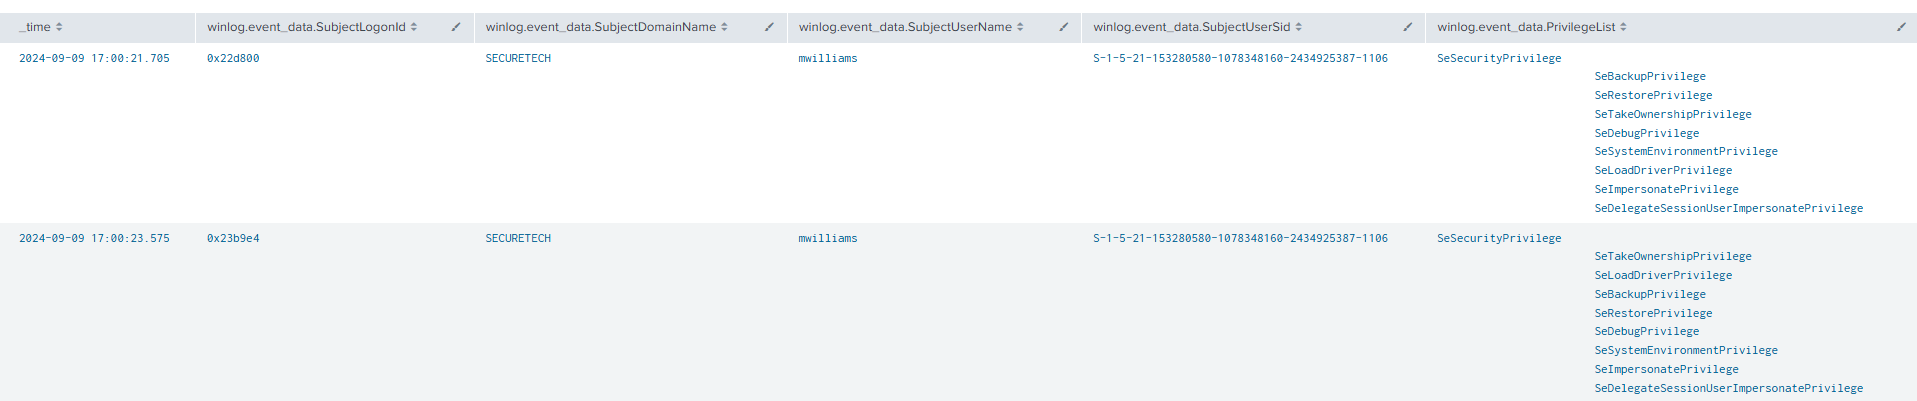 _time winlog.event_data.SubjectLogonId winlog.event_data.SubjectDomainName winlog.event_data.SubjectUserName winlog.event_data.SubjectUserSid winlog.event_data.PrivilegeList
2024-09-09 17:00:21.705 0x22d800 SECURETECH mwilliams S-1-5-21-153280580-1078348160-2434925387-1106 SeSecurityPrivilege
SeBackupPrivilege
SeRestorePrivilege
SeTakeOwnershipPrivilege
SeDebugPrivilege
SeSystemEnvironmentPrivilege
SeLoadDriverPrivilege
SeImpersonatePrivilege
SeDelegateSessionUserImpersonatePrivilege
2024-09-09 17:00:23.575 0x23b9e4 SECURETECH mwilliams S-1-5-21-153280580-1078348160-2434925387-1106 SeSecurityPrivilege
SeTakeOwnershipPrivilege
SeLoadDriverPrivilege
SeBackupPrivilege
SeRestorePrivilege
SeDebugPrivilege
SeSystemEnvironmentPrivilege
SeImpersonatePrivilege
SeDelegateSessionUserImpersonatePrivilege